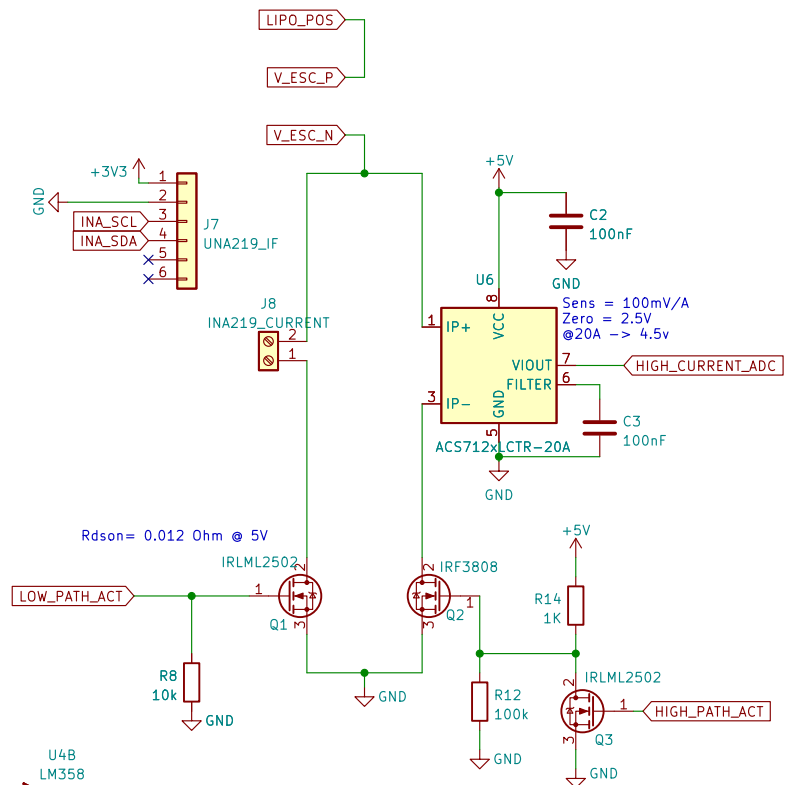 LIPO_POS
V_ESC_P
V_ESC_N
+3V3
GND
1
2
INA_SCL 3
INA_SDA 4
5
6
J7
UNA219_IF
+5V
C2
100nF
GND
U6
8
VCC
Sens = 100mV/A
Zero = 2.5V
@20A -> 4.5v
J8
INA219_CURRENT
2
1
1 IP+
VIOUT 7 HIGH_CURRENT_ADC
FILTER 6
3 IP-
GND
5
C3
100nF
ACS712xLCTR-20A
GND
Rdson= 0.012 Ohm @ 5V
IRLML2502
2
LOW_PATH_ACT
1
3
Q1
R8
10k
GND
IRF3808
2
1
Q2
3
GND
+5V
R14
1K
R12
100k
GND
IRLML2502
2
1
HIGH_PATH_ACT
Q3
3
GND
U4B
LM358